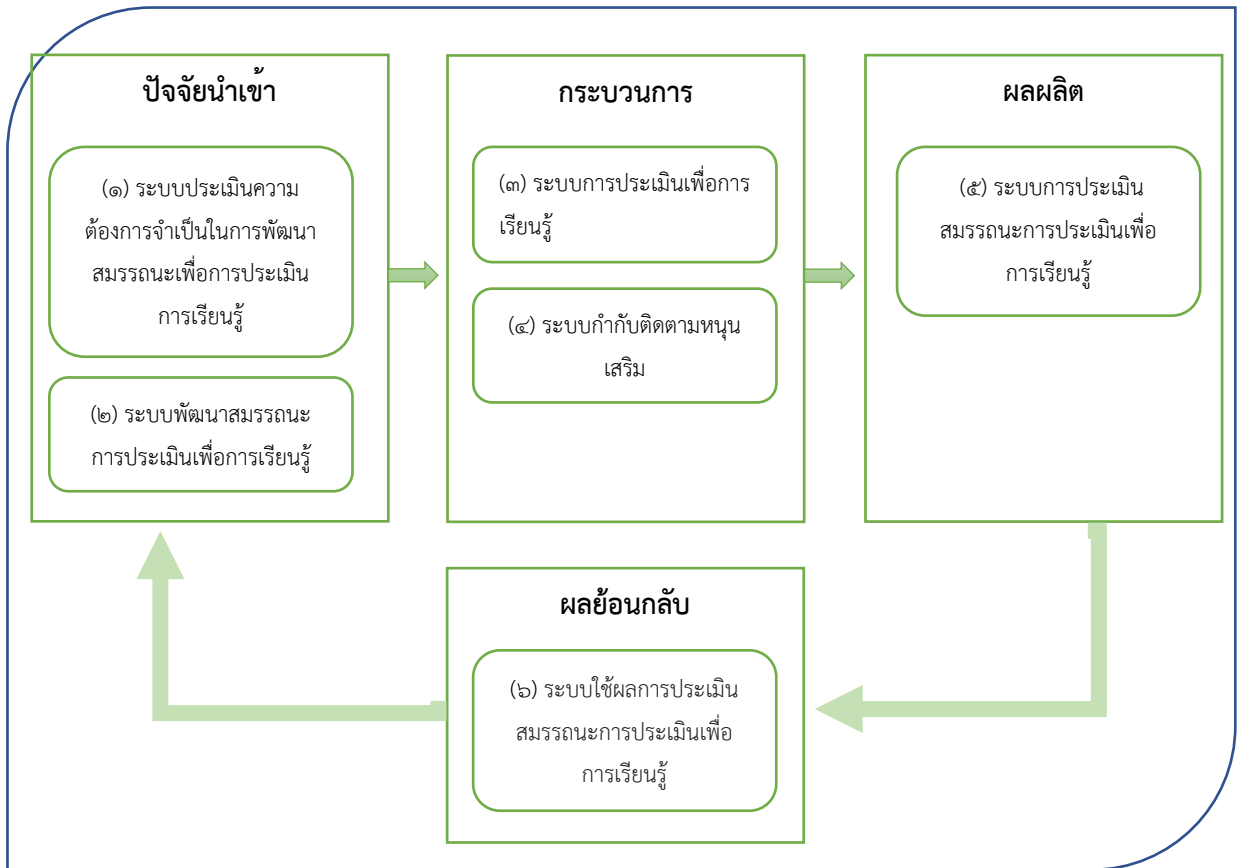 ปัจจัยนำเข้า
(๑) ระบบประเมินความ
ต้องการจำเป็นในการพัฒนา
สมรรถนะเพื่อการประเมิน
การเรียนรู้
(๒) ระบบพัฒนาสมรรถนะ
การประเมินเพื่อการเรียนรู้
กระบวนการ
(๓) ระบบการประเมินเพื่อการ
เรียนรู้
(๔) ระบบกำกับติดตามหนุน
เสริม
ผลผลิต
(๕) ระบบการประเมิน
สมรรถนะการประเมินเพื่อ
การเรียนรู้
ผลย้อนกลับ
(๖) ระบบใช้ผลการประเมิน
สมรรถนะการประเมินเพื่อ
การเรียนรู้